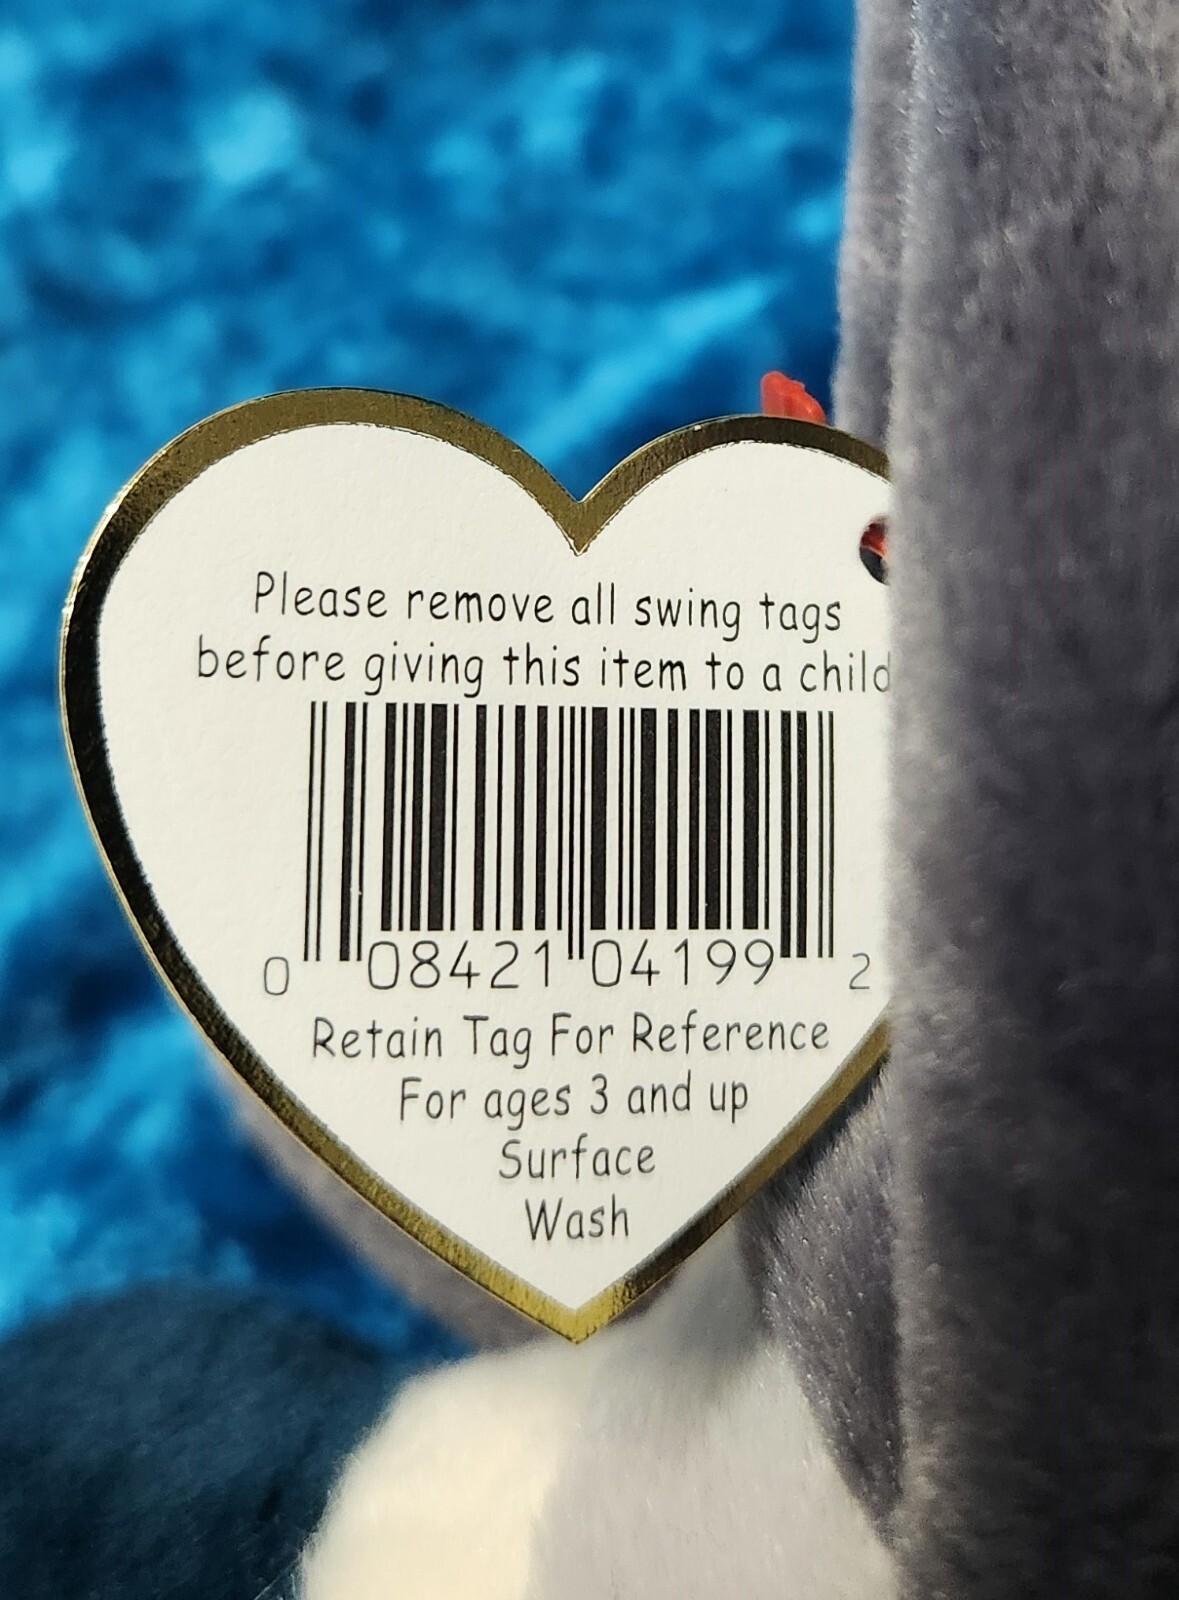 Please remove all swing tags
before giving this item to a child
0 08421 04199 2
Retain Tag For Reference
For ages 3 and up
Surface
Wash